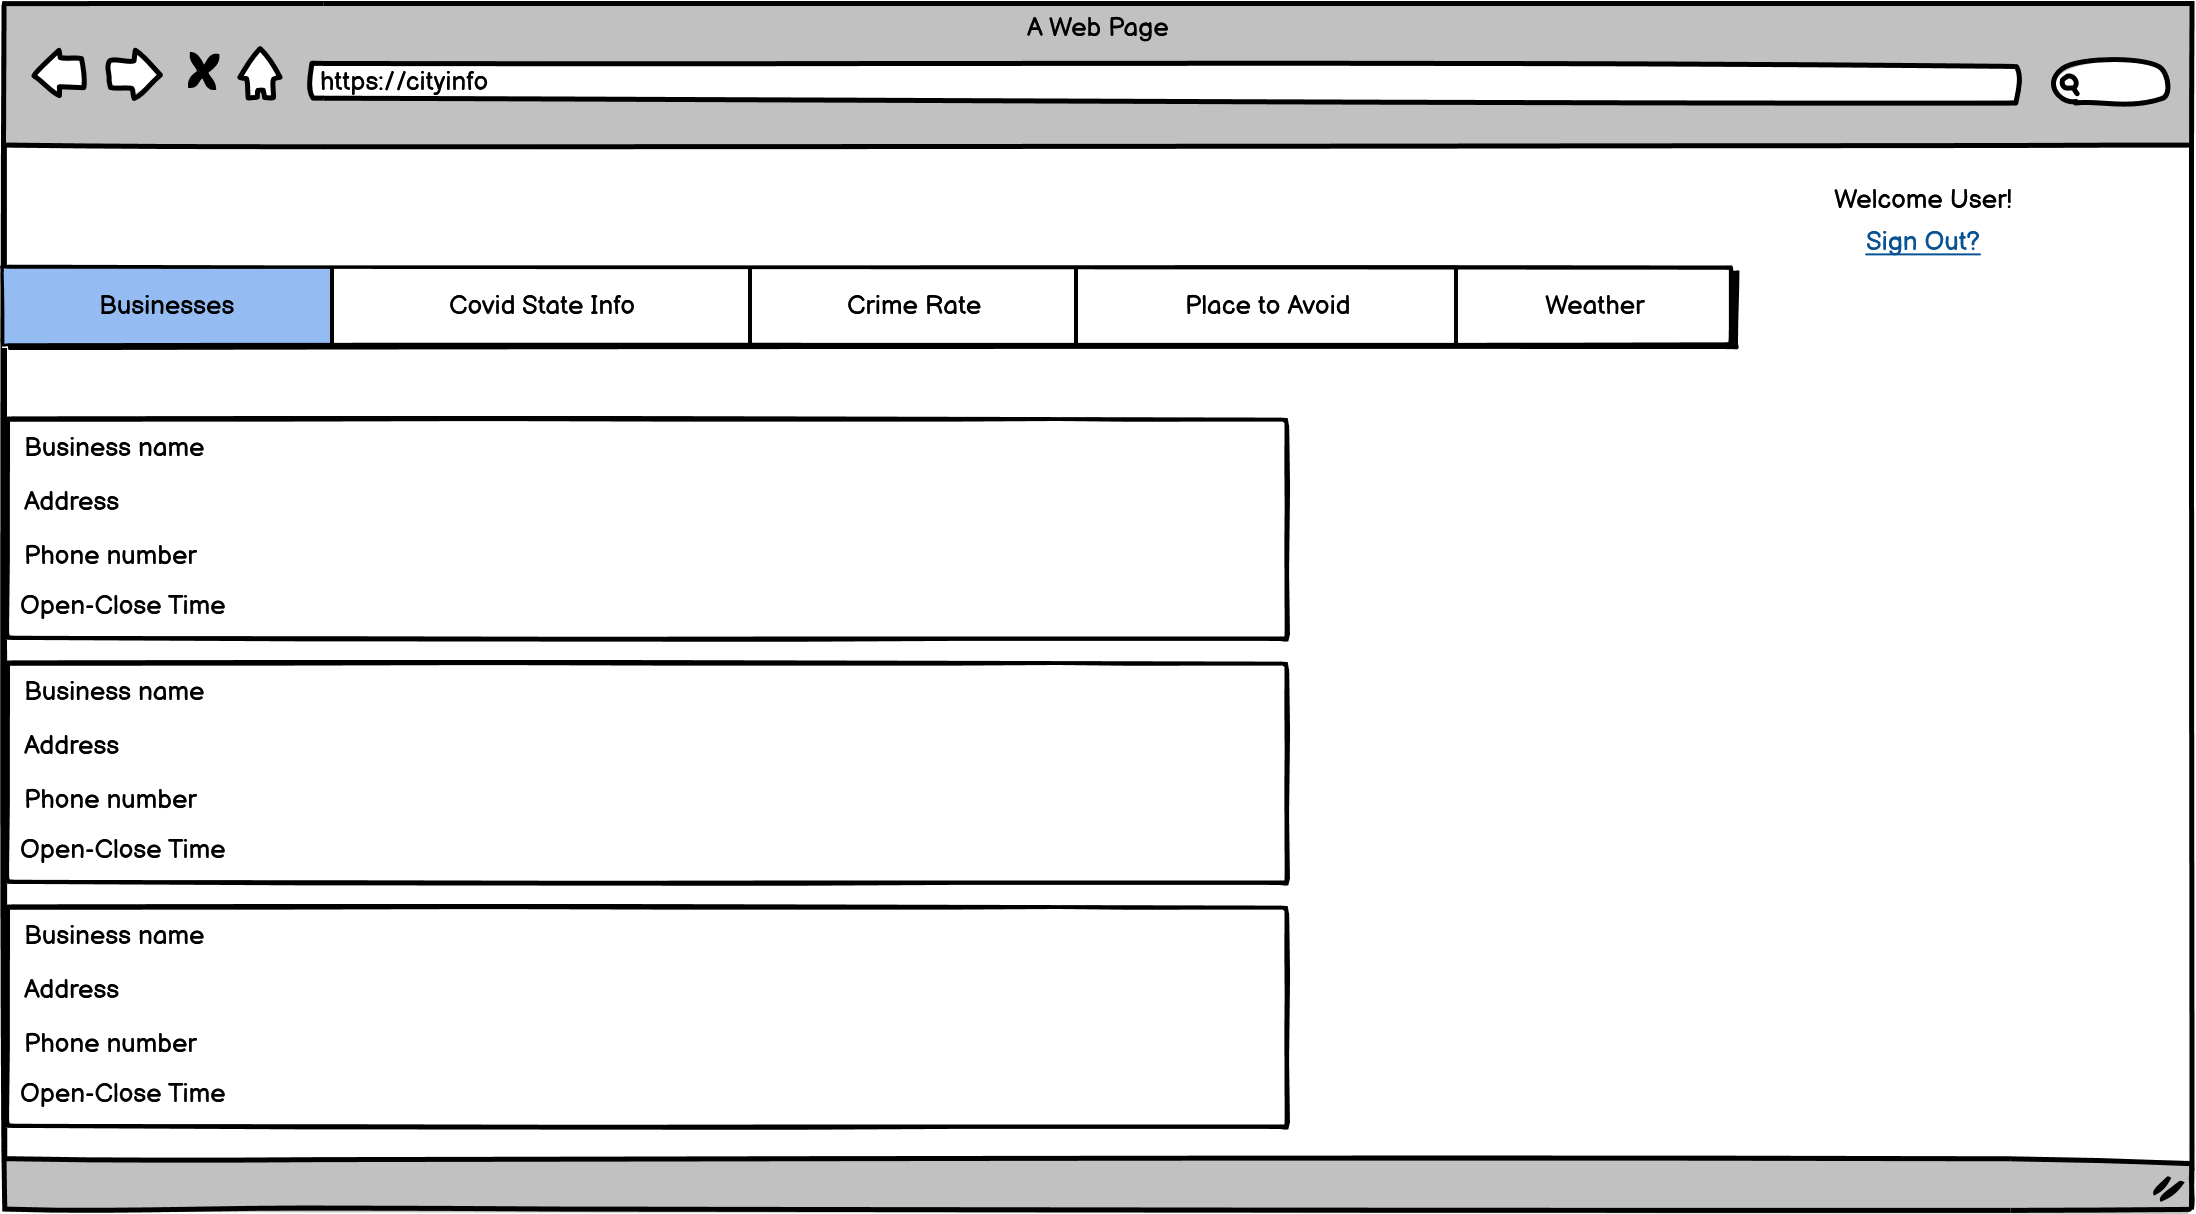 A Web Page
https://cityinfo
Welcome User!
Sign Out?
Businesses
Covid State Info
Crime Rate
Place to Avoid
Weather
Business name
Address
Phone number
Open-Close Time
Business name
Address
Phone number
Open-Close Time
Business name
Address
Phone number
Open-Close Time